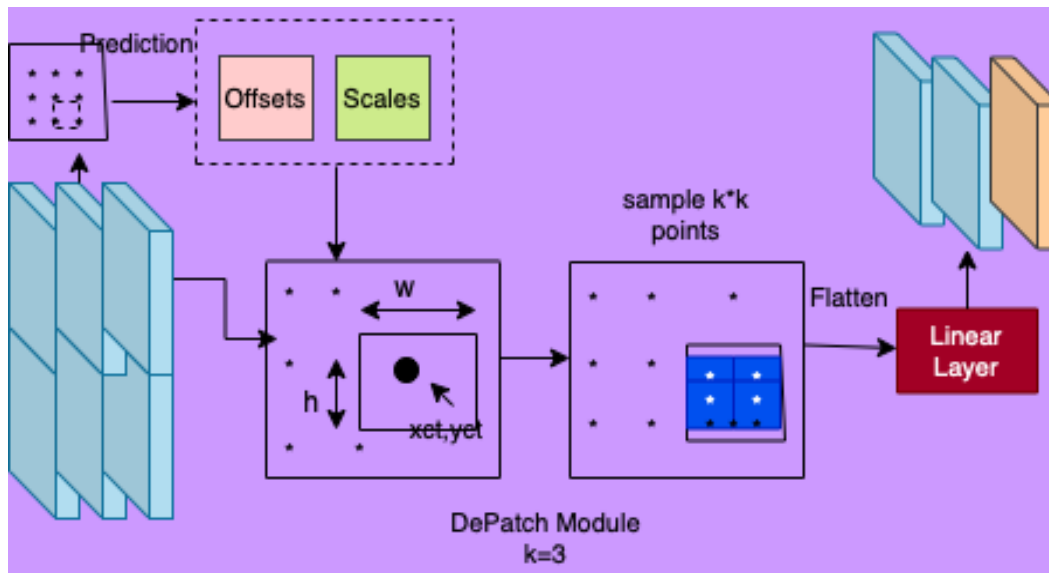 Prediction
Offsets
Scales
sample k*k
points
w
h
xct,yct
Flatten
Linear
Layer
DePatch Module
k=3